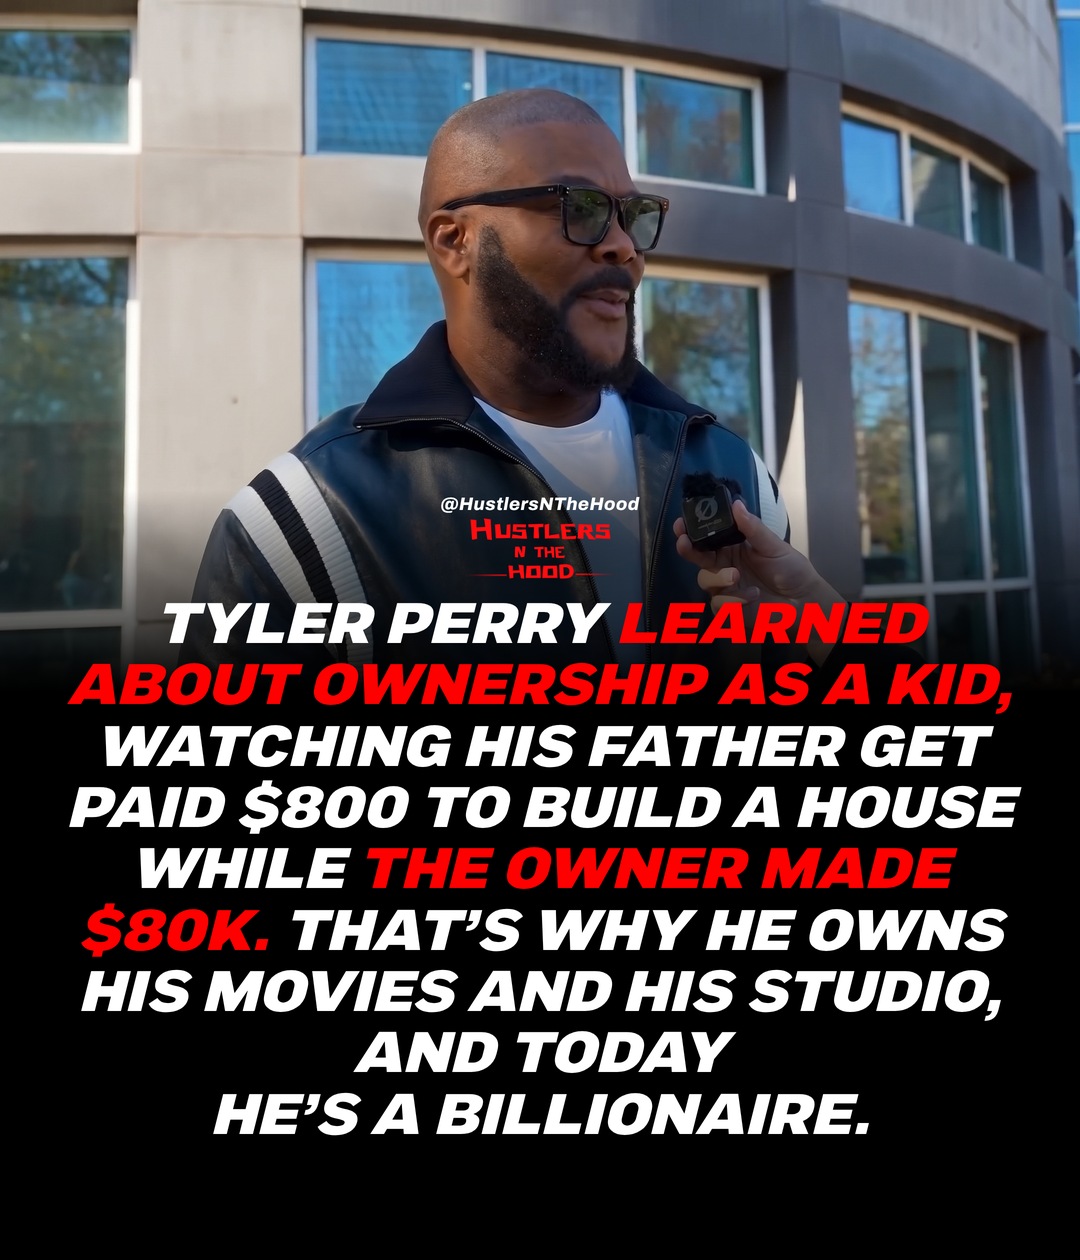 @HustlersNTheHood
HUSTLERS
N THE
HOOD
TYLER PERRY LEARNED
ABOUT OWNERSHIP AS A KID,
WATCHING HIS FATHER GET
PAID $800 TO BUILD A HOUSE
WHILE THE OWNER MADE
$80K. THAT’S WHY HE OWNS
HIS MOVIES AND HIS STUDIO,
AND TODAY
HE’S A BILLIONAIRE.